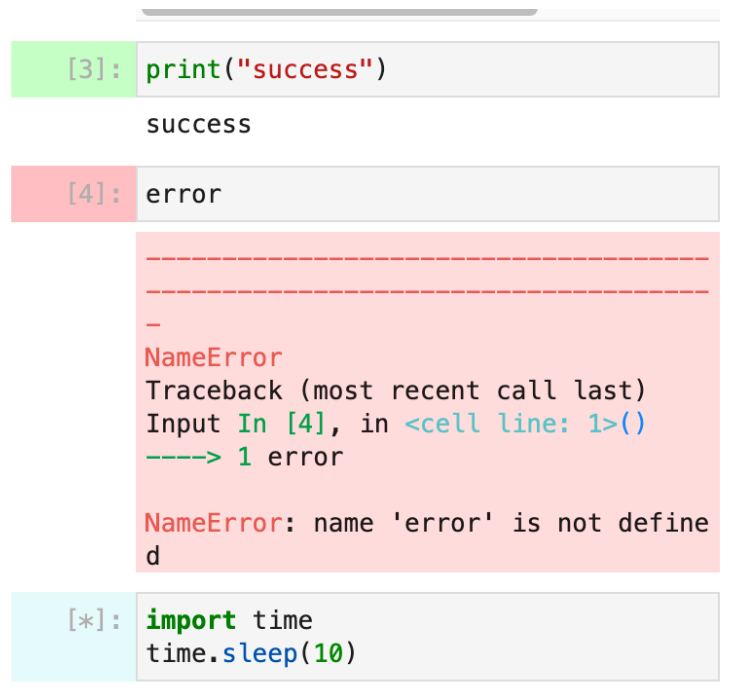 [3]: print("success")
success
[4]: error
-------------------------------------
-------------------------------------
-
NameError
Traceback (most recent call last)
Input In [4], in <cell line: 1>()
----> 1 error
NameError: name 'error' is not define
d
[*]: import time
time.sleep(10)